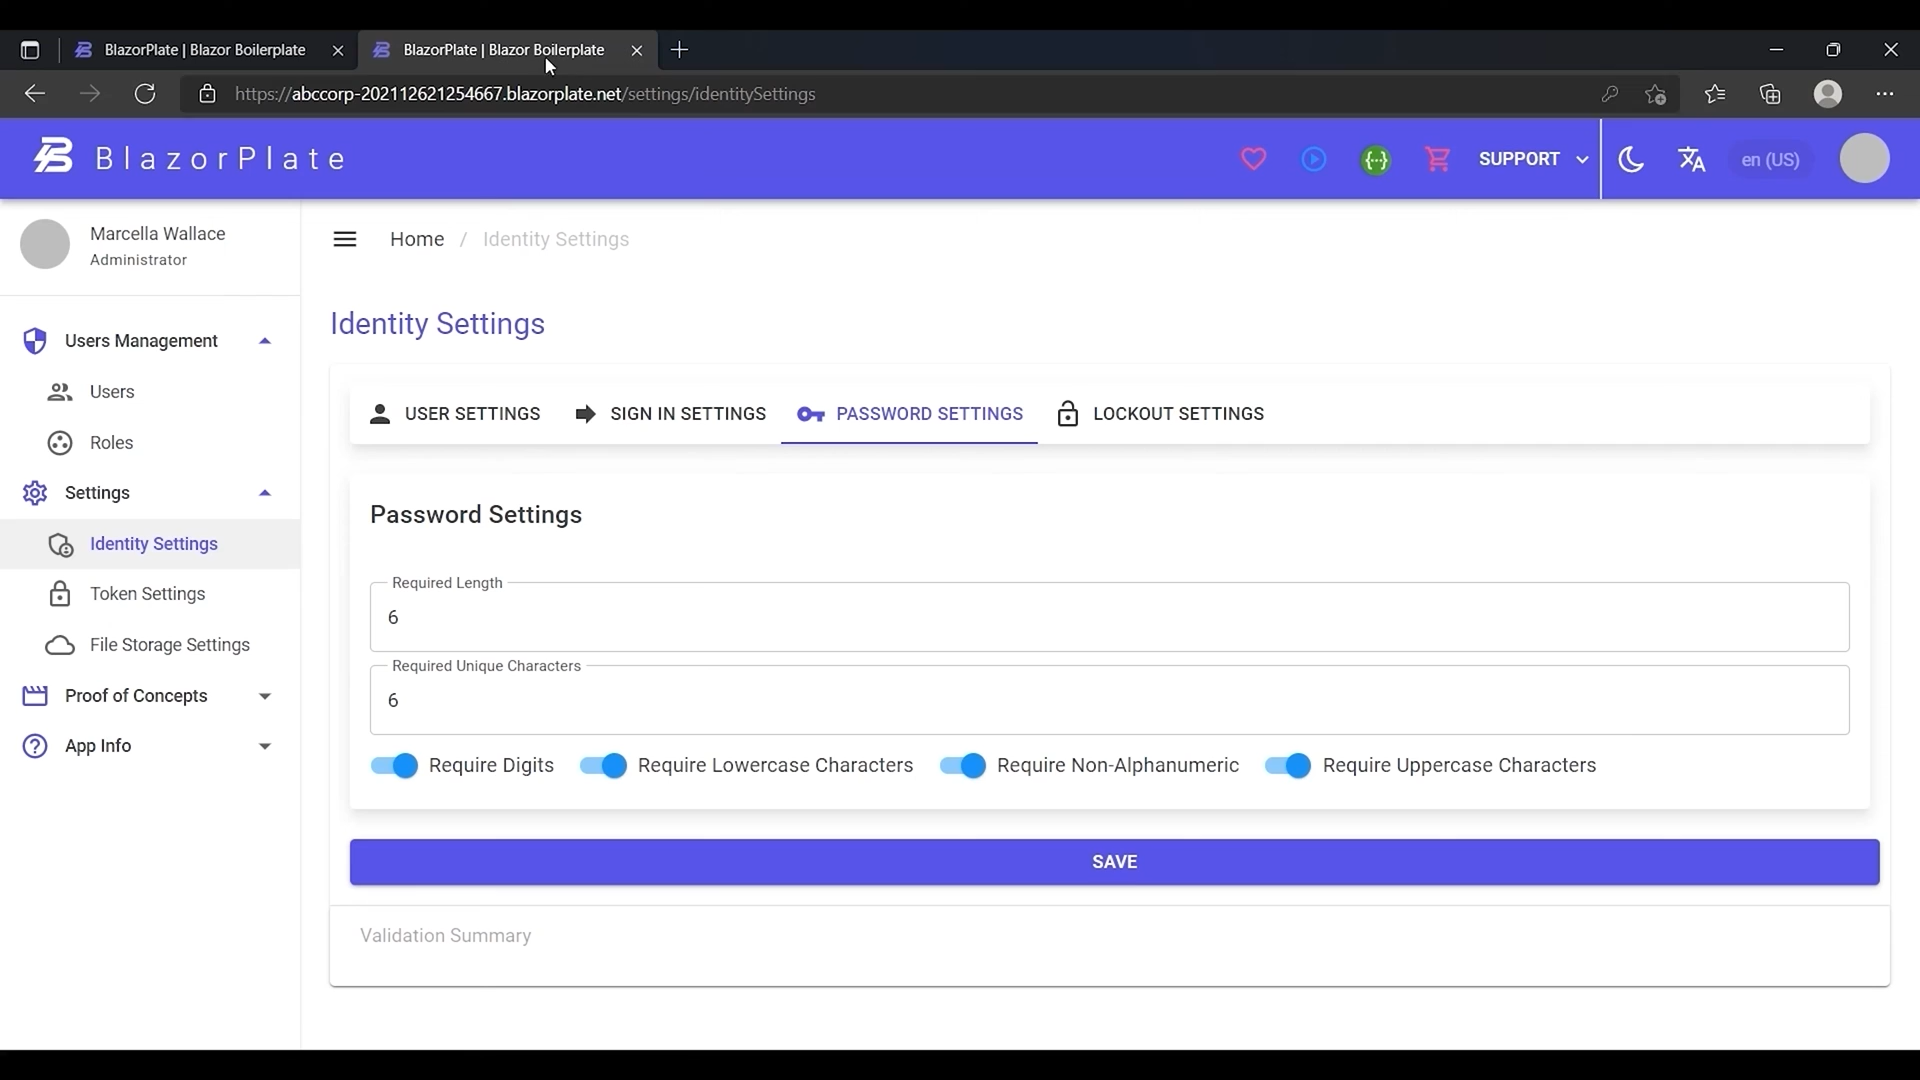 BlazorPlate | Blazor Boilerplate
BlazorPlate | Blazor Boilerplate
https://abccorp-202112621254667.blazorplate.net/settings/identitySettings
BlazorPlate
SUPPORT
en (US)
Marcella Wallace
Administrator
Home / Identity Settings
Users Management
Users
Roles
Settings
Identity Settings
Token Settings
File Storage Settings
Proof of Concepts
App Info
Identity Settings
USER SETTINGS
SIGN IN SETTINGS
PASSWORD SETTINGS
LOCKOUT SETTINGS
Password Settings
Required Length
6
Required Unique Characters
6
Require Digits
Require Lowercase Characters
Require Non-Alphanumeric
Require Uppercase Characters
SAVE
Validation Summary